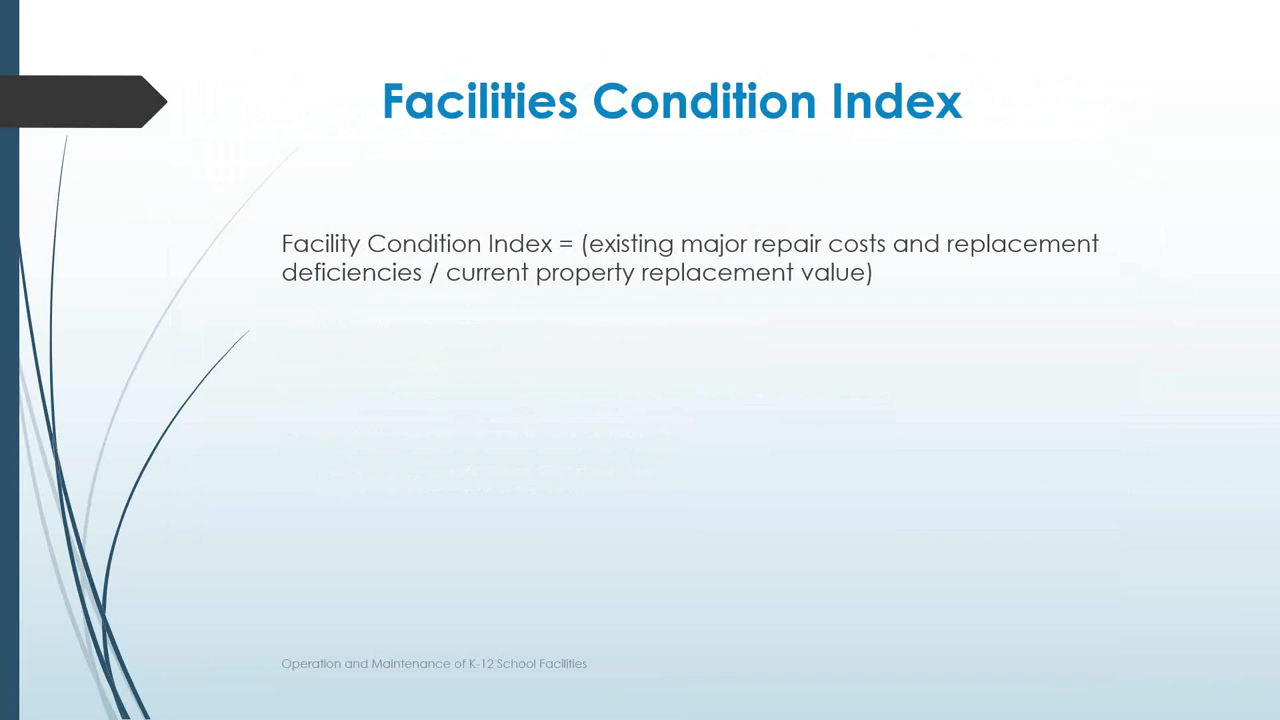 Facilities Condition Index
Facility Condition Index = (existing major repair costs and replacement
deficiencies / current property replacement value)
Operation and Maintenance of K-12 School Facilities